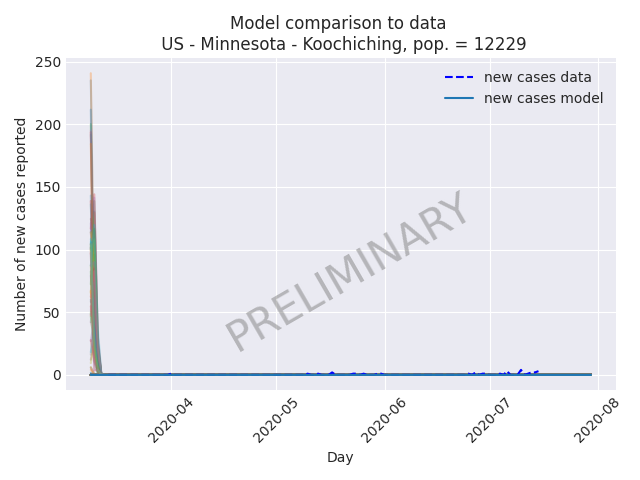 Model comparison to data
US - Minnesota - Koochiching, pop. = 12229
Number of new cases reported
250
200
150
100
50
0
new cases data
new cases model
PRELIMINARY
2020-04
2020-05
2020-06
2020-07
2020-08
Day